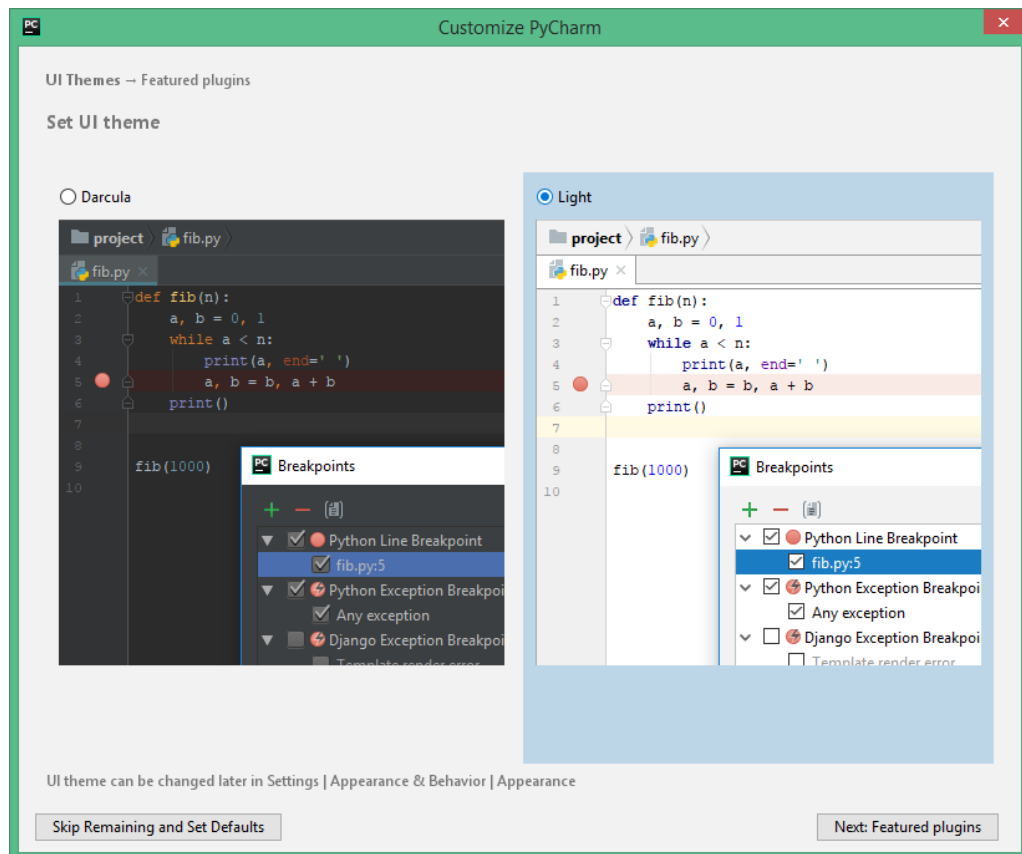 PC
Customize PyCharm
UI Themes → Featured plugins
Set UI theme
Darcula
project fib.py
fib.py
1 def fib(n):
2 a, b = 0, 1
3 while a < n:
4 print(a, end=' ')
5 a, b = b, a + b
6 print()
7
8
9 fib(1000)
10
PC Breakpoints
Python Line Breakpoint
fib.py:5
Python Exception Breakpoi
Any exception
Django Exception Breakpoi
Template render error
Light
project fib.py
fib.py
1 def fib(n):
2 a, b = 0, 1
3 while a < n:
4 print(a, end=' ')
5 a, b = b, a + b
6 print()
7
8
9 fib(1000)
10
PC Breakpoints
Python Line Breakpoint
fib.py:5
Python Exception Breakpoi
Any exception
Django Exception Breakpoi
Template render error
UI theme can be changed later in Settings | Appearance & Behavior | Appearance
Skip Remaining and Set Defaults
Next: Featured plugins